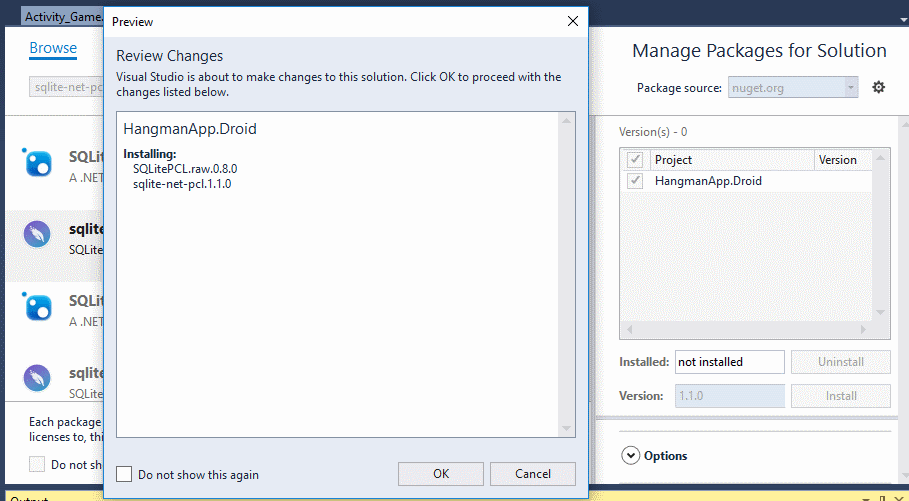 Activity_Game.
Preview
Review Changes
Visual Studio is about to make changes to this solution. Click OK to proceed with the
changes listed below.
HangmanApp.Droid
Installing:
SQLitePCL.raw.0.8.0
sqlite-net-pcl.1.1.0
Do not show this again
OK
Cancel
Browse
sqlite-net-pc
SQLi
A .NET
sqlite
SQLite
SQLi
A .NET
sqlite
SQLite
Each package
licenses to, thi
Do not sh
Output
Manage Packages for Solution
Package source:
nuget.org
Version(s) - 0
Project
Version
HangmanApp.Droid
Installed:
not installed
Uninstall
Version:
1.1.0
Install
Options